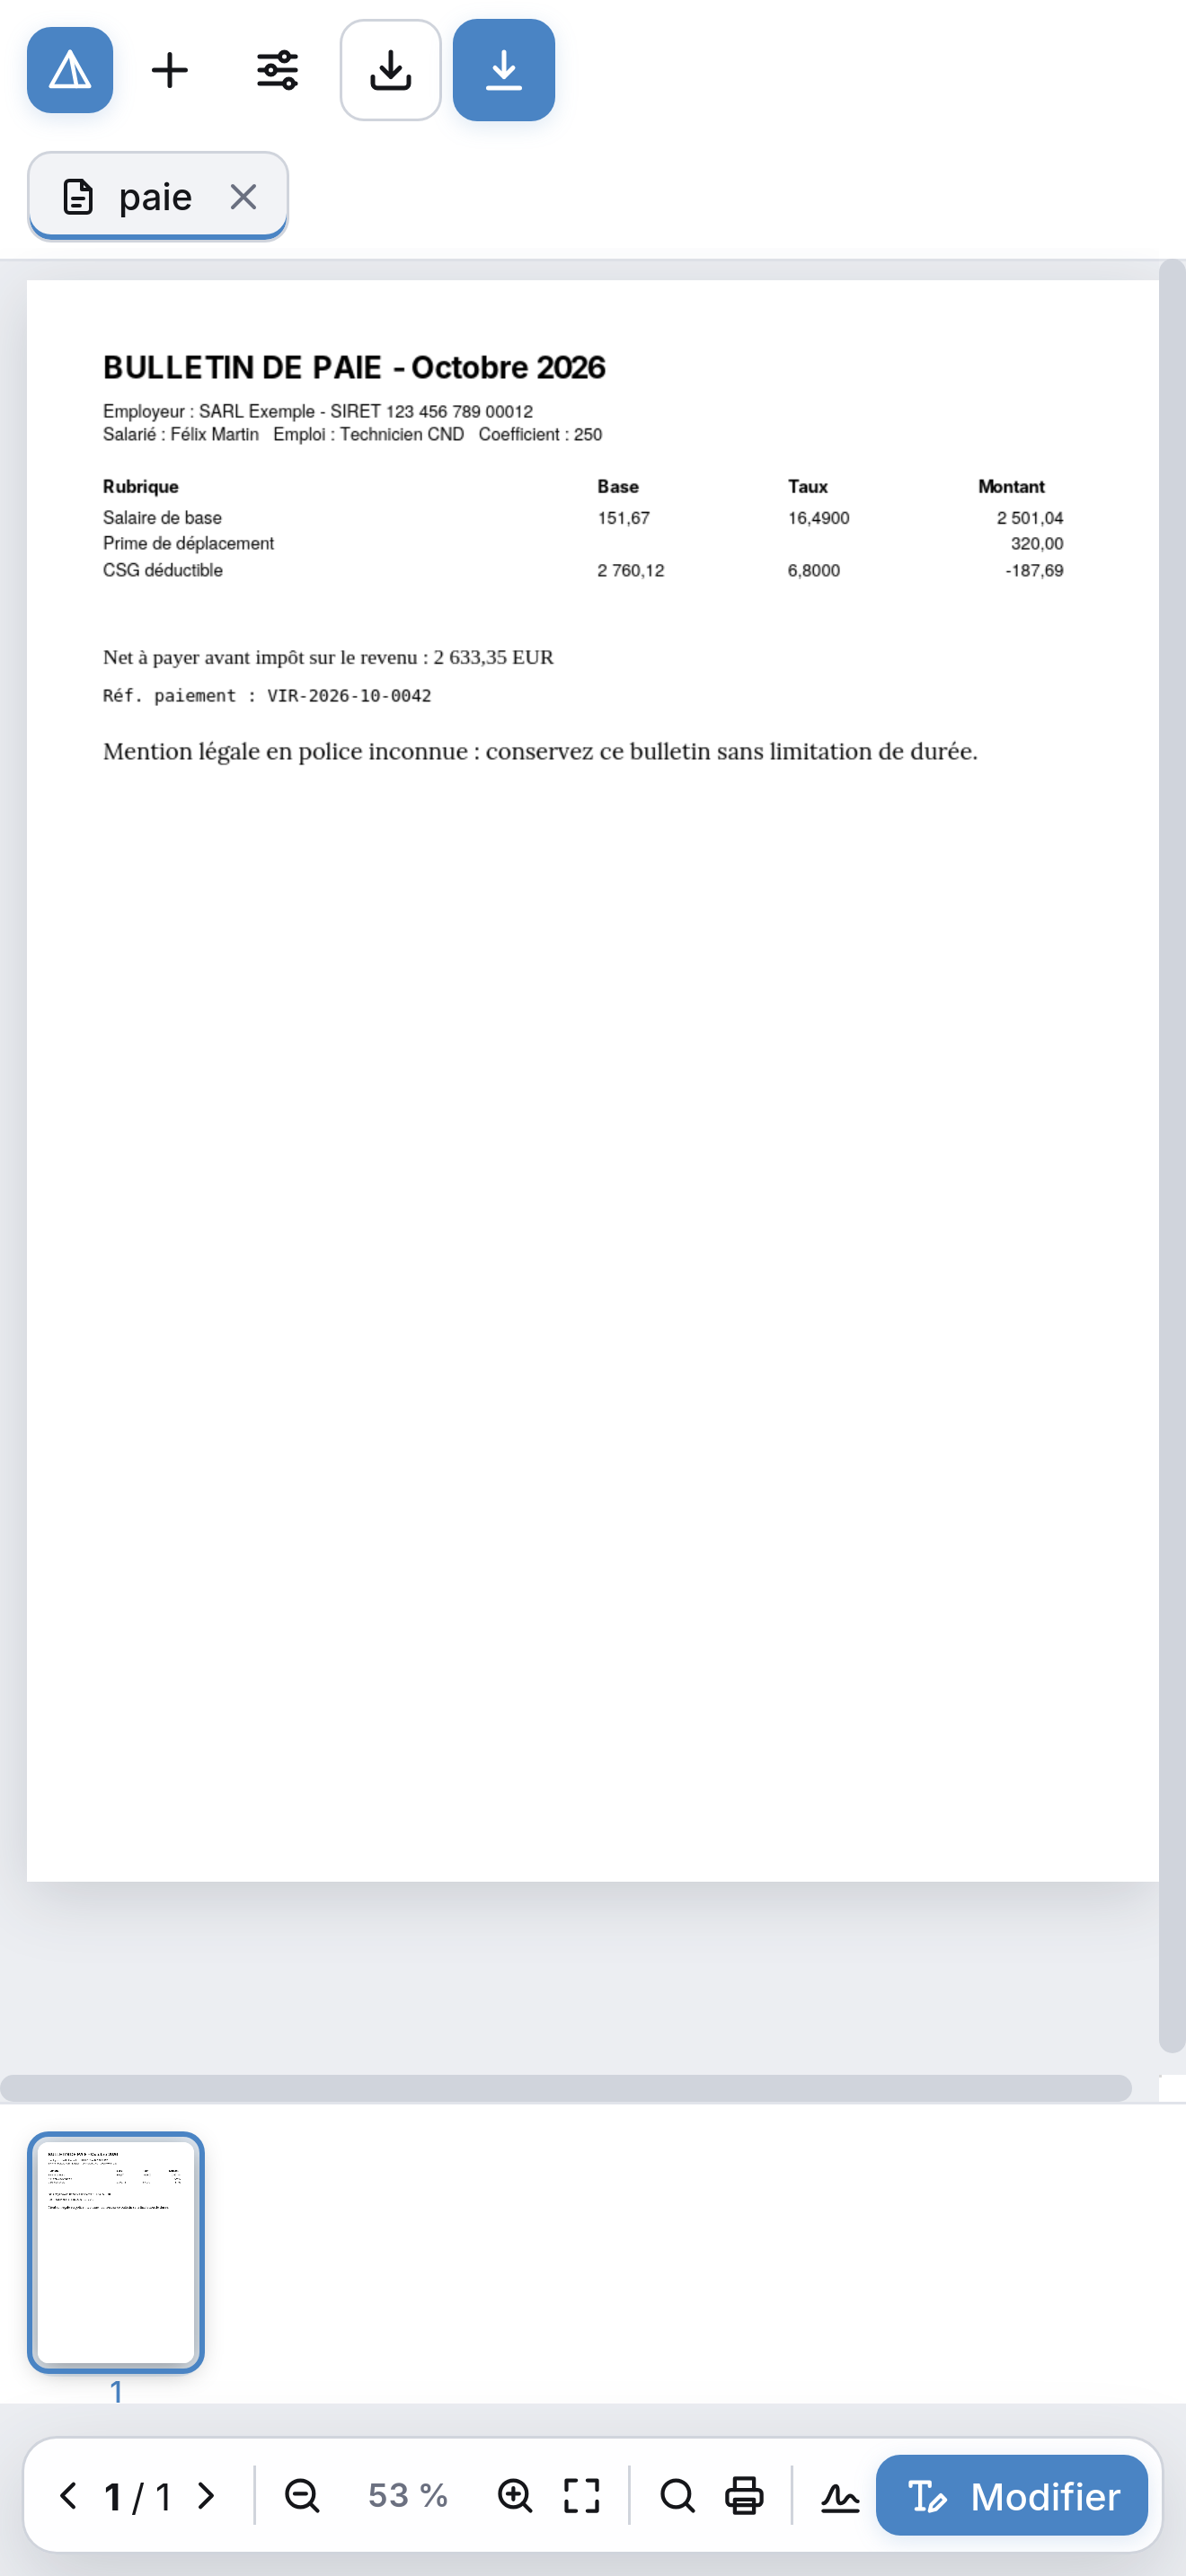 paie
BULLETIN DE PAIE - Octobre 2026
Employeur : SARL Exemple - SIRET 123 456 789 00012
Salarié : Félix Martin Emploi : Technicien CND Coefficient : 250
Rubrique Base Taux Montant
Salaire de base 151,67 16,4900 2 501,04
Prime de déplacement 320,00
CSG déductible 2 760,12 6,8000 -187,69
Net à payer avant impôt sur le revenu : 2 633,35 EUR
Réf. paiement : VIR-2026-10-0042
Mention légale en police inconnue : conservez ce bulletin sans limitation de durée.
1
1 / 1 53 % Modifier